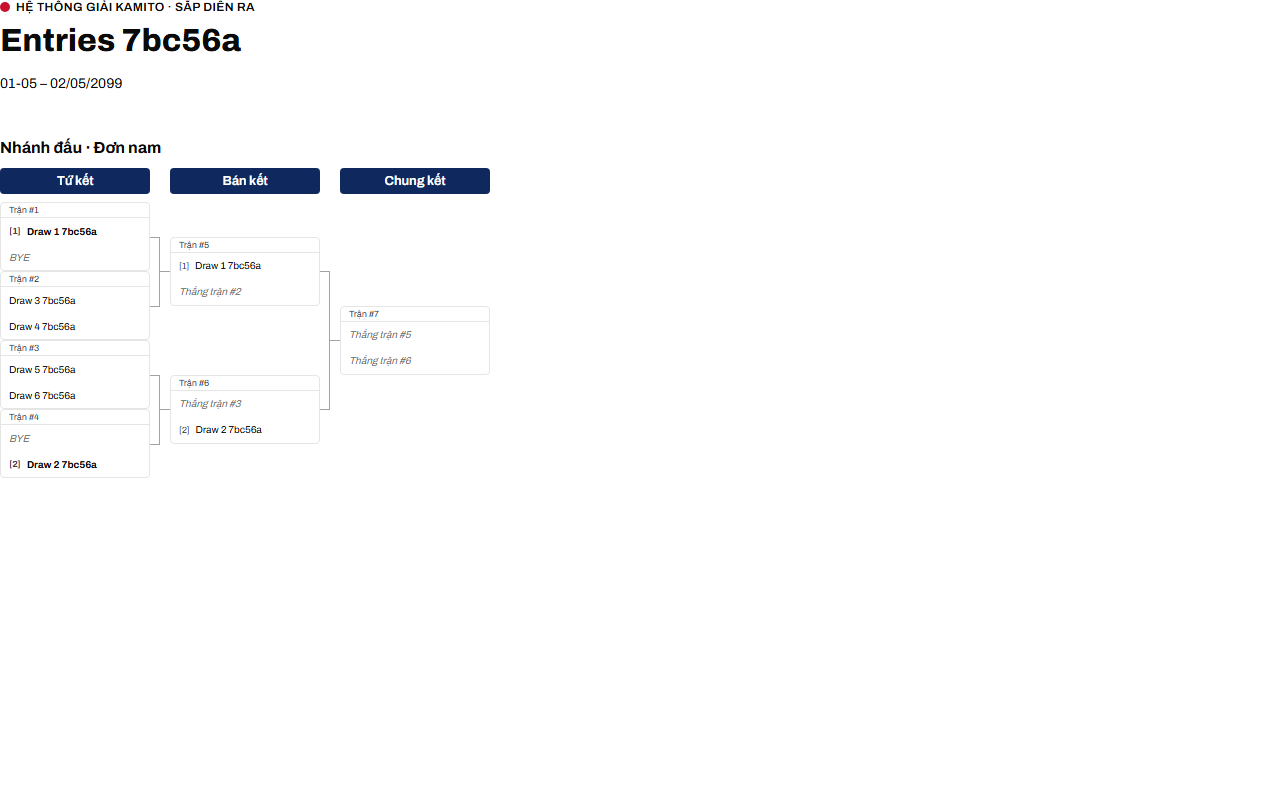 HỆ THỐNG GIẢI KAMITO · SẮP DIỄN RA
Entries 7bc56a
01-05 – 02/05/2099
Nhánh đấu · Đơn nam
Tứ kết
Trận #1
[1] Draw 1 7bc56a
BYE
Trận #2
Draw 3 7bc56a
Draw 4 7bc56a
Trận #3
Draw 5 7bc56a
Draw 6 7bc56a
Trận #4
BYE
[2] Draw 2 7bc56a
Bán kết
Trận #5
[1] Draw 1 7bc56a
Thắng trận #2
Trận #6
Thắng trận #3
[2] Draw 2 7bc56a
Chung kết
Trận #7
Thắng trận #5
Thắng trận #6